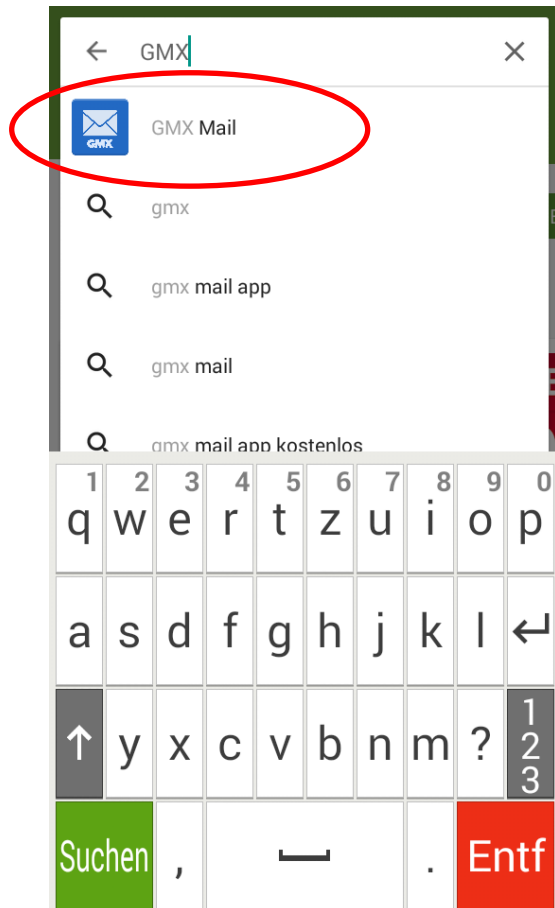 GMX
GMX
GMX Mail
gmx
gmx mail app
gmx mail
gmx mail app kostenlos
1 2 3 4 5 6 7 8 9 0
q w e r t z u i o p
a s d f g h j k l
y x c v b n m ? 1 2 3
Suchen , . Entf